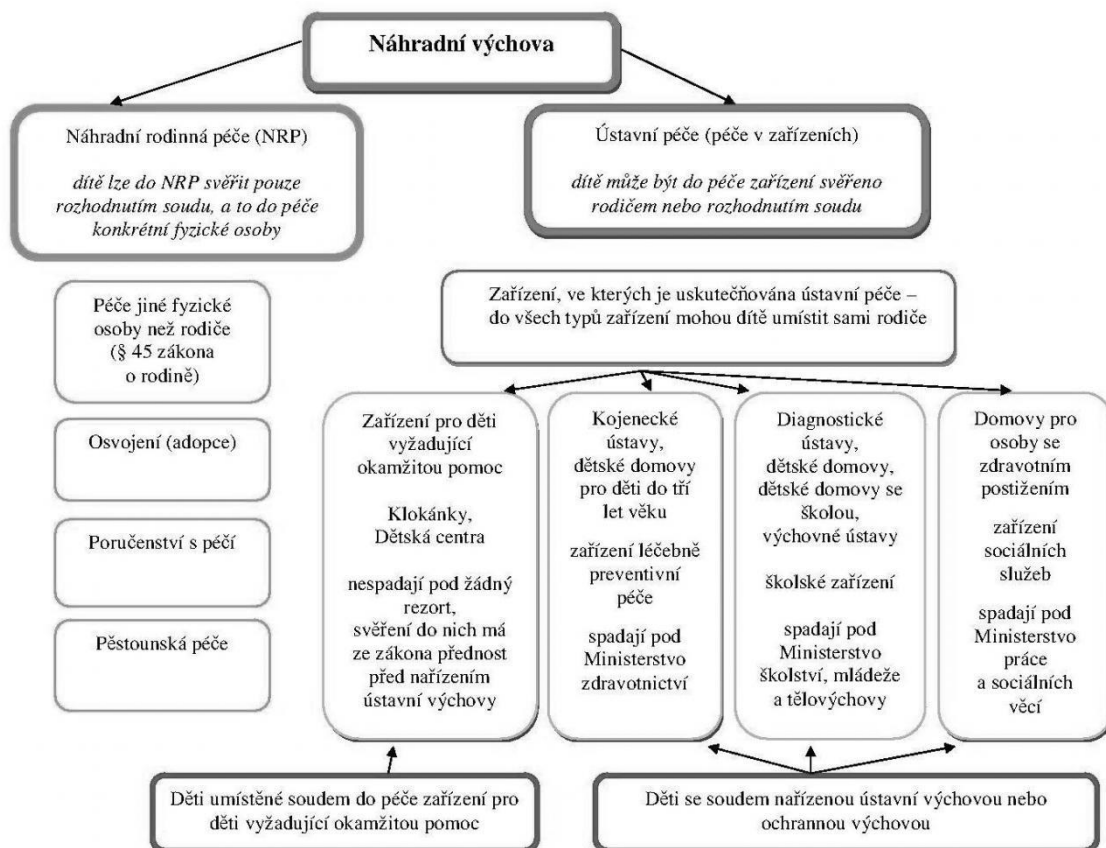 Náhradní výchova
Náhradní rodinná péče (NRP)
dítě lze do NRP svěřit pouze
rozhodnutím soudu, a to do péče
konkrétní fyzické osoby
Ústavní péče (péče v zařízeních)
dítě může být do péče zařízení svěřeno
rodičem nebo rozhodnutím soudu
Péče jiné fyzické
osoby než rodiče
(§ 45 zákona
o rodině)
Osvojení (adopce)
Poručenství s péčí
Pěstounská péče
Zařízení, ve kterých je uskutečňována ústavní péče –
do všech typů zařízení mohou dítě umístit sami rodiče
Zařízení pro děti
vyžadující
okamžitou pomoc
Klokánky,
Dětská centra
nespadají pod žádný
rezort,
svěření do nich má
ze zákona přednost
před nařízením
ústavní výchovy
Kojenecké
ústavy,
dětské domovy
pro děti do tří
let věku
zařízení léčebně
preventivní
péče
spadají pod
Ministerstvo
zdravotnictví
Diagnostické
ústavy,
dětské domovy,
dětské domovy se
školou,
výchovné ústavy
školské zařízení
spadají pod
Ministerstvo
školství, mládeže
a tělovýchovy
Domovy pro
osoby se
zdravotním
postižením
zařízení
sociálních
služeb
spadají pod
Ministerstvo
práce
a sociálních
věcí
Děti umístěné soudem do péče zařízení pro
děti vyžadující okamžitou pomoc
Děti se soudem nařízenou ústavní výchovou nebo
ochrannou výchovou